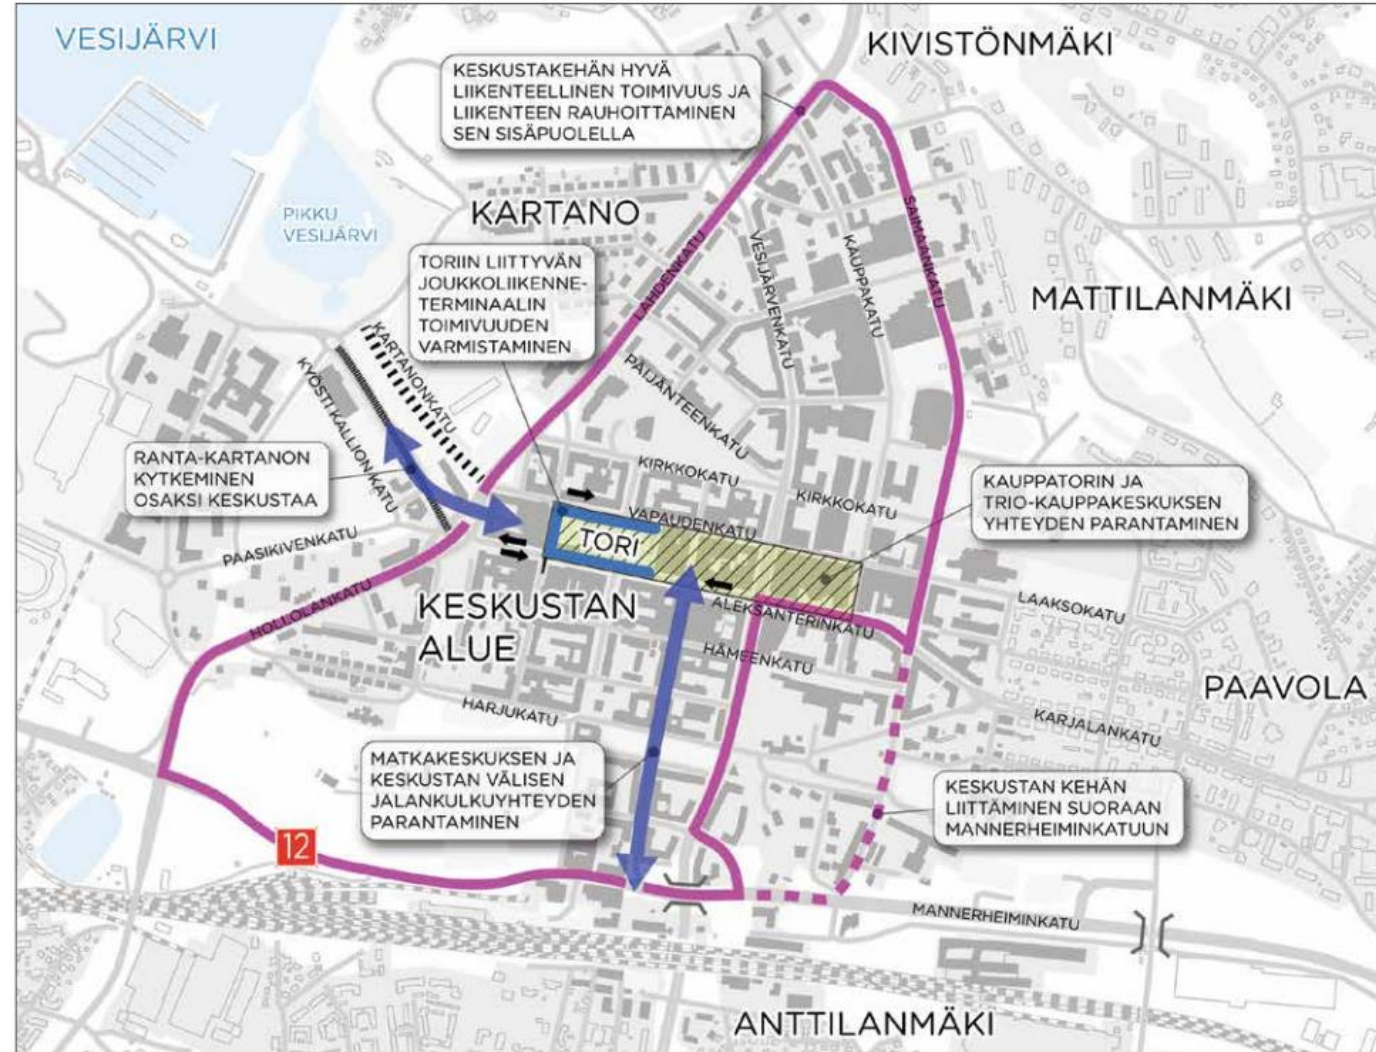 VESIJÄRVI
KIVISTÖNMÄKI
KESKUSTAKEHÄN HYVÄ
LIIKENTEELLINEN TOIMIVUUS JA
LIIKENTEEN RAUHOITTAMINEN
SEN SISÄPUOLELLA
PIKKU
VESIJÄRVI
KARTANO
SAIMAANKATU
LAHDENKATU
VESIJÄRVENKATU
KAUPPAKATU
TORIIN LIITTYVÄN
JOUKKOLIIKENNE-
TERMINAALIN
TOIMIVUUDEN
VARMISTAMINEN
MATTILANMÄKI
KARTANONKATU
KYÖSTI KALLION KATU
PÄIJÄNTEENKATU
RANTA-KARTANON
KYTKEMINEN
OSAKSI KESKUSTAA
KIRKKOKATU
KIRKKOKATU
KAUPPATORIN JA
TRIO-KAUPPAKESKUKSEN
YHTEYDEN PARANTAMINEN
VAPAUDENKATU
TORI
PAASIKIVENKATU
HOLLOLANKATU
KESKUSTAN
ALUE
ALEKSANTERINKATU
LAAKSOKATU
HÄMEENKATU
PAAVOLA
HARJUKATU
KARJALANKATU
MATKAKESKUKSEN JA
KESKUSTAN VÄLISEN
JALANKULKUYHTEYDEN
PARANTAMINEN
KESKUSTAN KEHÄN
LIITTÄMINEN SUORAAN
MANNERHEIMINKATUUN
12
MANNERHEIMINKATU
ANTTILANMÄKI